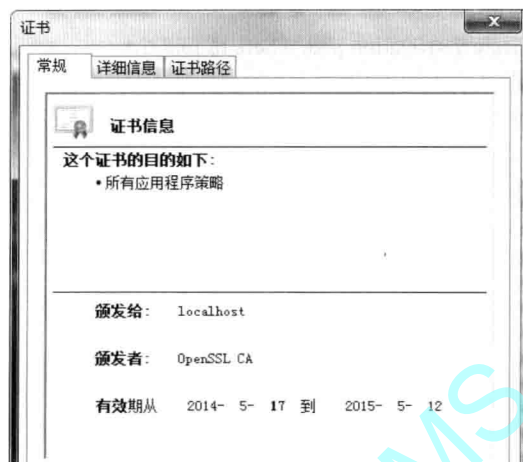 证书
常规 详细信息 证书路径
证书信息
这个证书的目的如下:
•所有应用程序策略
颁发给: localhost
颁发者: OpenSSL CA
有效期从 2014- 5- 17 到 2015- 5- 12
MS